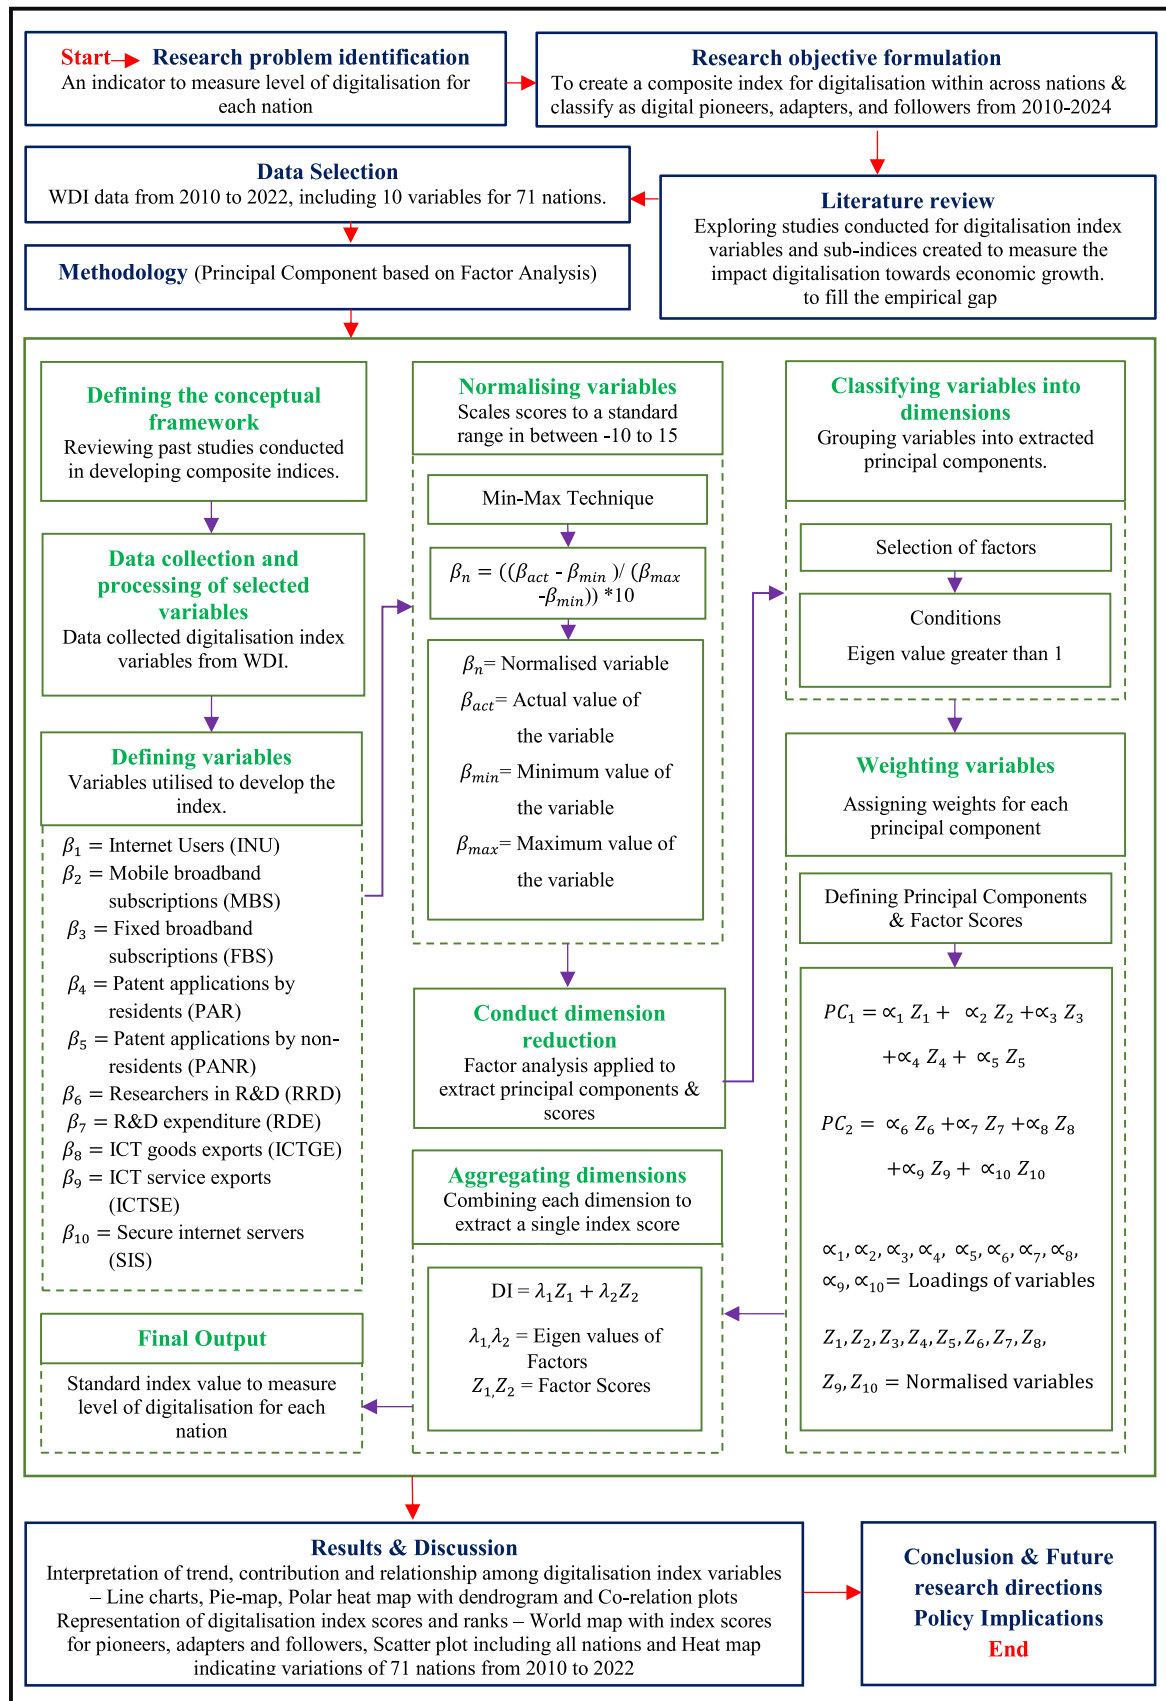 Start Research problem identification
An indicator to measure level of digitalisation for
each nation
Research objective formulation
To create a composite index for digitalisation within across nations &
classify as digital pioneers, adapters, and followers from 2010-2024
Literature review
Exploring studies conducted for digitalisation index
variables and sub-indices created to measure the
impact digitalisation towards economic growth.
to fill the empirical gap
Data Selection
WDI data from 2010 to 2022, including 10 variables for 71 nations.
Methodology (Principal Component based on Factor Analysis)
Defining the conceptual
framework
Reviewing past studies conducted
in developing composite indices.
Data collection and
processing of selected
variables
Data collected digitalisation index
variables from WDI.
Defining variables
Variables utilised to develop the
index.
β₁ = Internet Users (INU)
β₂ = Mobile broadband
subscriptions (MBS)
β₃ = Fixed broadband
subscriptions (FBS)
β₄ = Patent applications by
residents (PAR)
β₅ = Patent applications by non-
residents (PANR)
β₆ = Researchers in R&D (RRD)
β₇ = R&D expenditure (RDE)
β₈ = ICT goods exports (ICTGE)
β₉ = ICT service exports
(ICTSE)
β₁₀ = Secure internet servers
(SIS)
Normalising variables
Scales scores to a standard
range in between -10 to 15
Min-Max Technique
βₙ = ((β_act - β_min )/ (β_max
-β_min)) *10
βₙ= Normalised variable
β_act= Actual value of
the variable
β_min= Minimum value of
the variable
β_max= Maximum value of
the variable
Conduct dimension
reduction
Factor analysis applied to
extract principal components &
scores
Classifying variables into
dimensions
Grouping variables into extracted
principal components.
Selection of factors
Conditions
Eigen value greater than 1
Weighting variables
Assigning weights for each
principal component
Defining Principal Components
& Factor Scores
PC₁ = ∝₁ Z₁ + ∝₂ Z₂ +∝₃ Z₃
+∝₄ Z₄ + ∝₅ Z₅
PC₂ = ∝₆ Z₆ +∝₇ Z₇ +∝₈ Z₈
+∝₉ Z₉ + ∝₁₀ Z₁₀
∝₁, ∝₂, ∝₃, ∝₄, ∝₅, ∝₆, ∝₇, ∝₈,
∝₉, ∝₁₀= Loadings of variables
Z₁, Z₂, Z₃, Z₄, Z₅, Z₆, Z₇, Z₈,
Z₉, Z₁₀ = Normalised variables
Aggregating dimensions
Combining each dimension to
extract a single index score
DI = λ₁Z₁ + λ₂Z₂
λ₁,λ₂ = Eigen values of
Factors
Z₁,Z₂ = Factor Scores
Final Output
Standard index value to measure
level of digitalisation for each
nation
Results & Discussion
Interpretation of trend, contribution and relationship among digitalisation index variables
– Line charts, Pie-map, Polar heat map with dendrogram and Co-relation plots
Representation of digitalisation index scores and ranks – World map with index scores
for pioneers, adapters and followers, Scatter plot including all nations and Heat map
indicating variations of 71 nations from 2010 to 2022
Conclusion & Future
research directions
Policy Implications
End